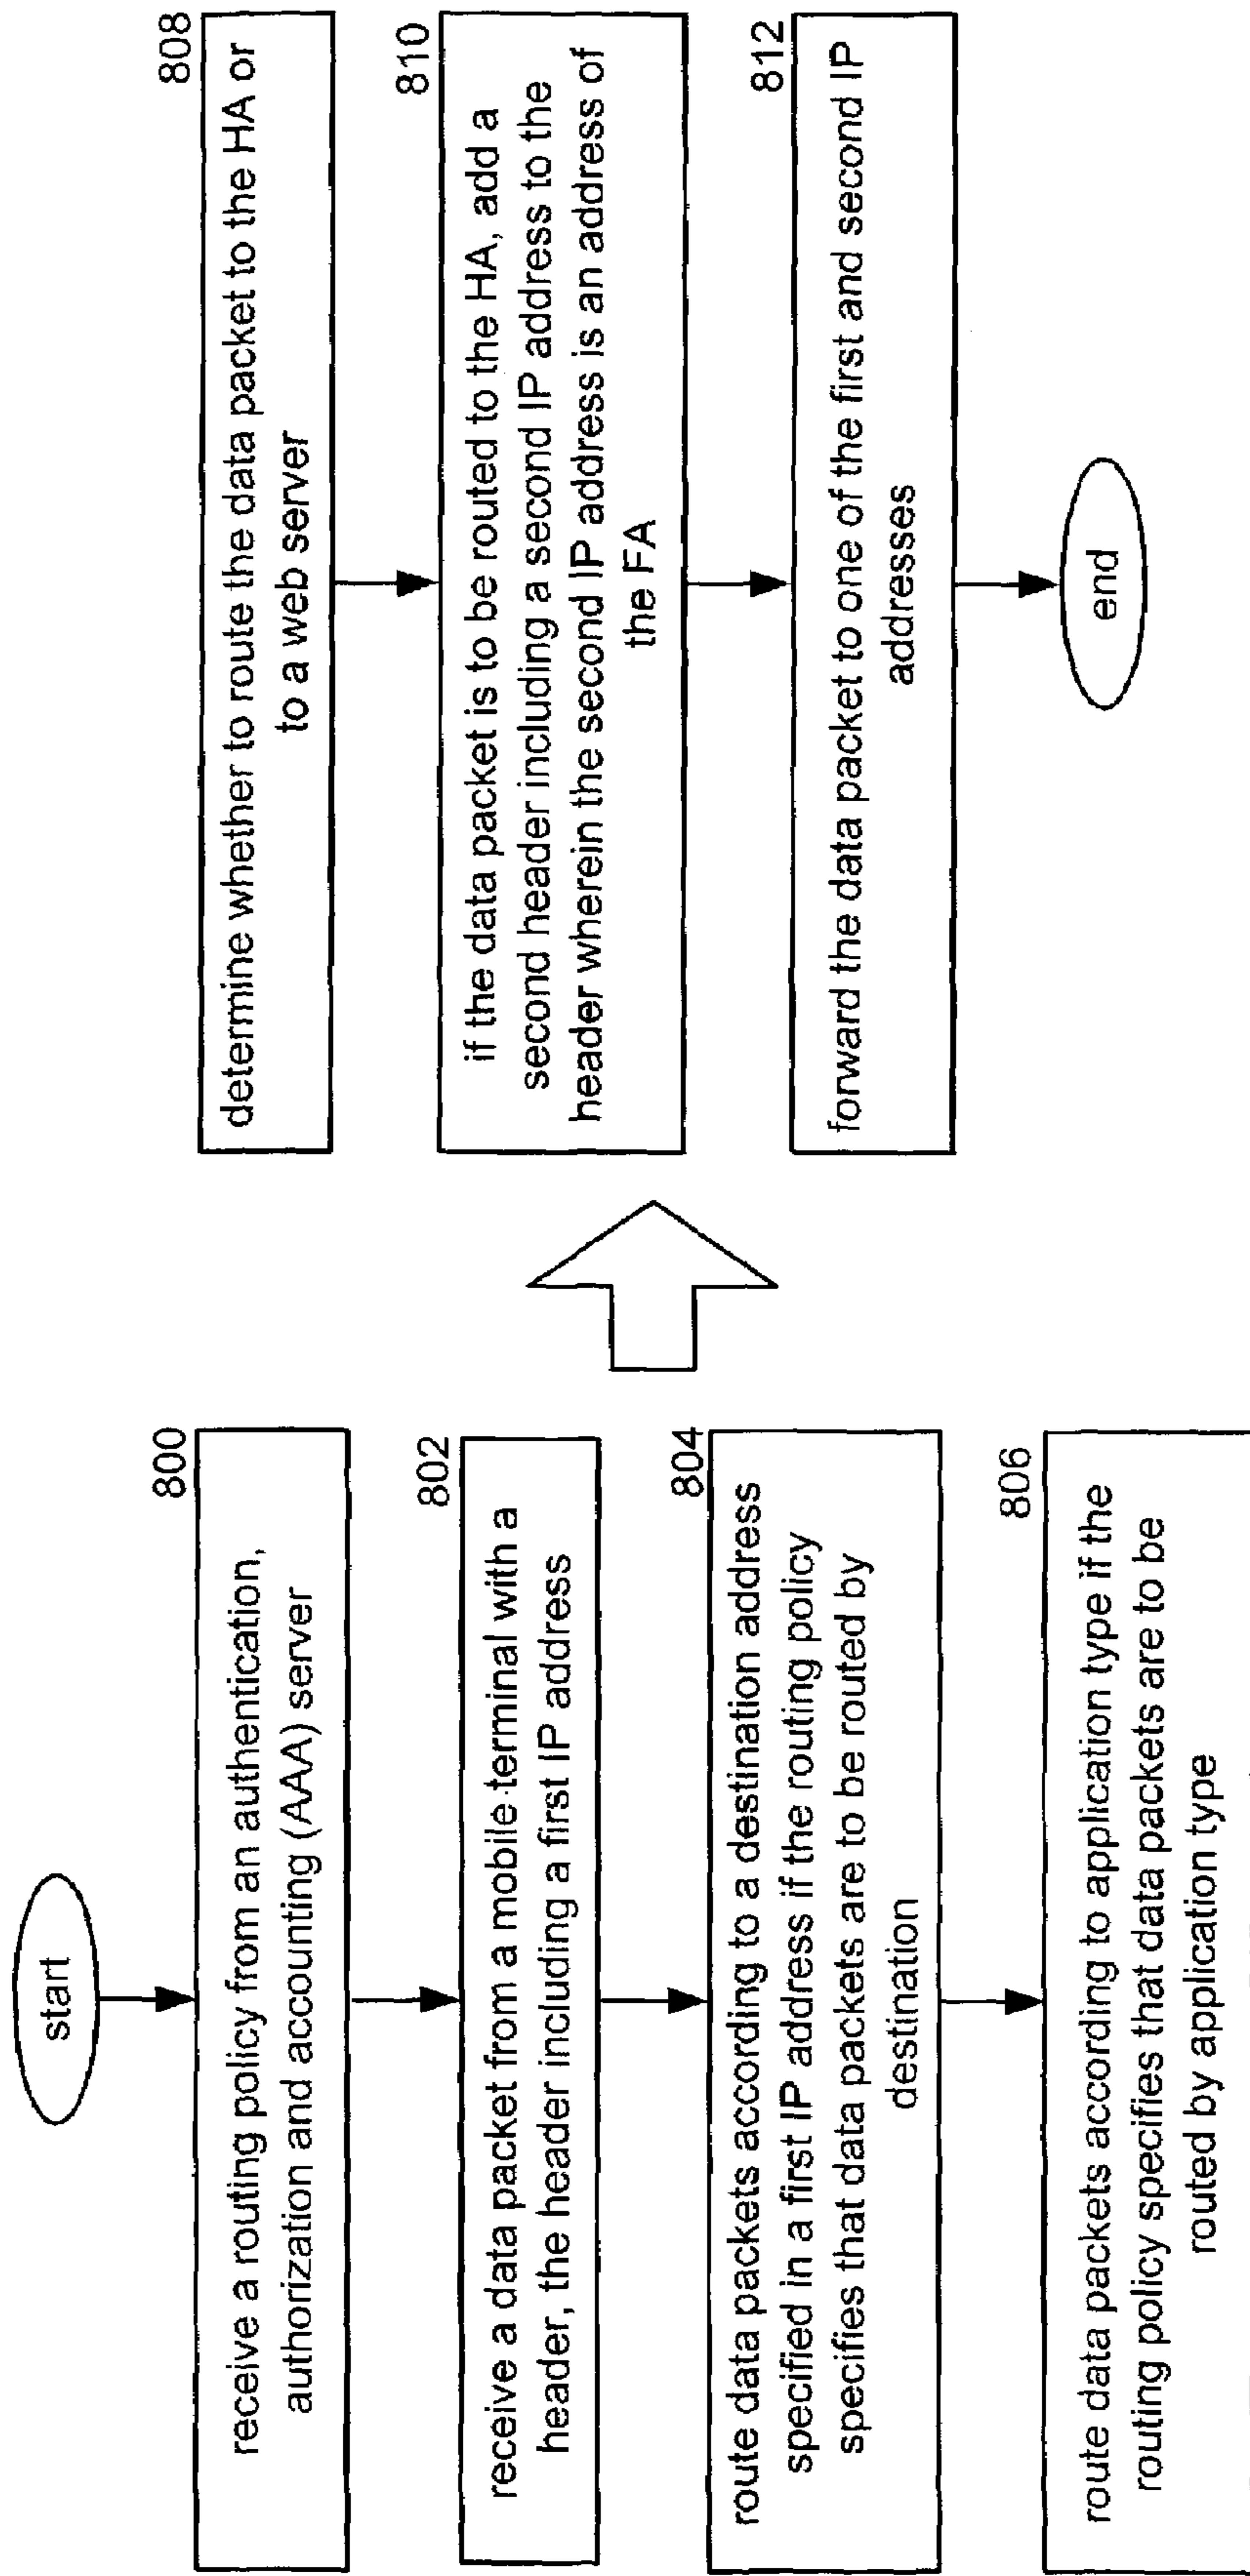 start
800
receive a routing policy from an authentication,
authorization and accounting (AAA) server
802
receive a data packet from a mobile terminal with a
header, the header including a first IP address
804
route data packets according to a destination address
specified in a first IP address if the routing policy
specifies that data packets are to be routed by
destination
806
route data packets according to application type if the
routing policy specifies that data packets are to be
routed by application type
808
determine whether to route the data packet to the HA or
to a web server
810
if the data packet is to be routed to the HA, add a
second header including a second IP address to the
header wherein the second IP address is an address of
the FA
812
forward the data packet to one of the first and second IP
addresses
end